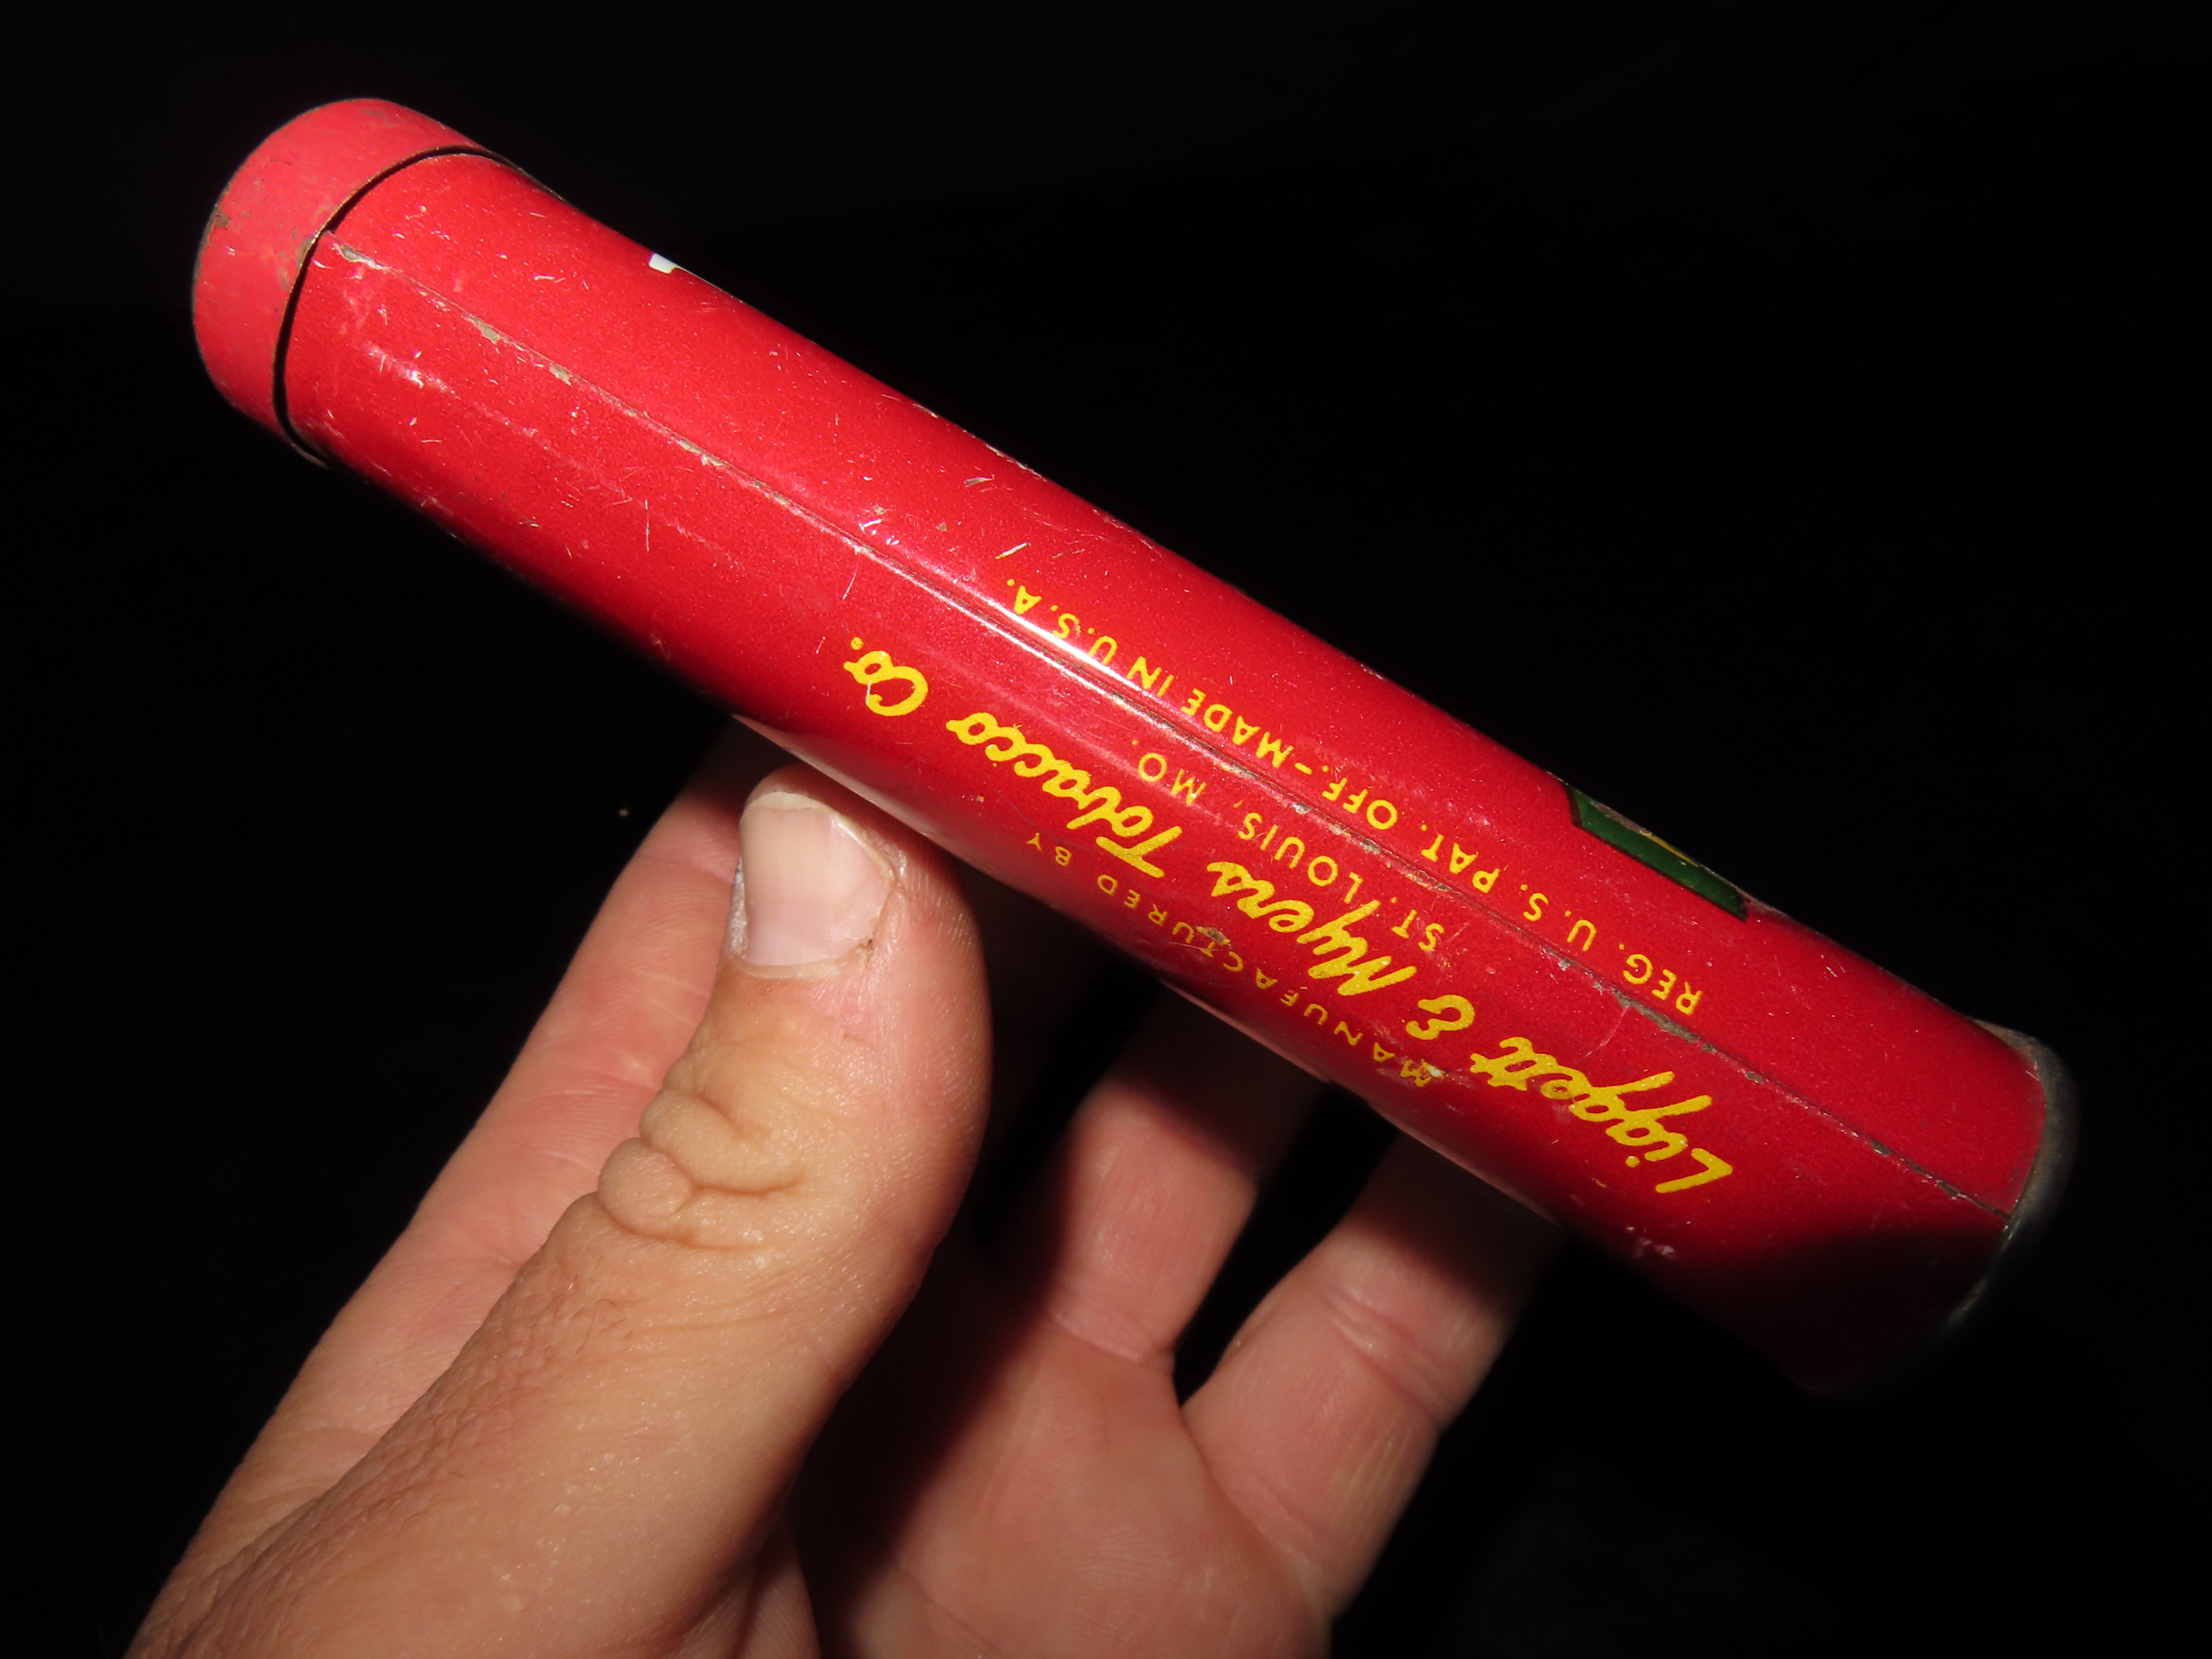 MANUFACTURED BY
Liggett & Myers Tobacco Co.
ST. LOUIS, MO.
REG. U. S. PAT. OFF.-MADE IN U.S.A.